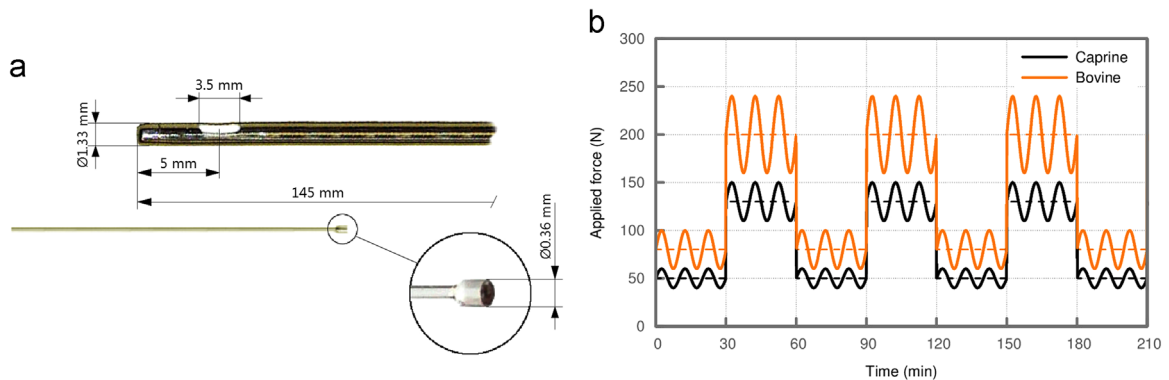 a
3.5 mm
Ø1.33 mm
5 mm
145 mm
Ø0.36 mm
b
300
250
200
150
100
50
0
Applied force (N)
Caprine
Bovine
0 30 60 90 120 150 180 210
Time (min)